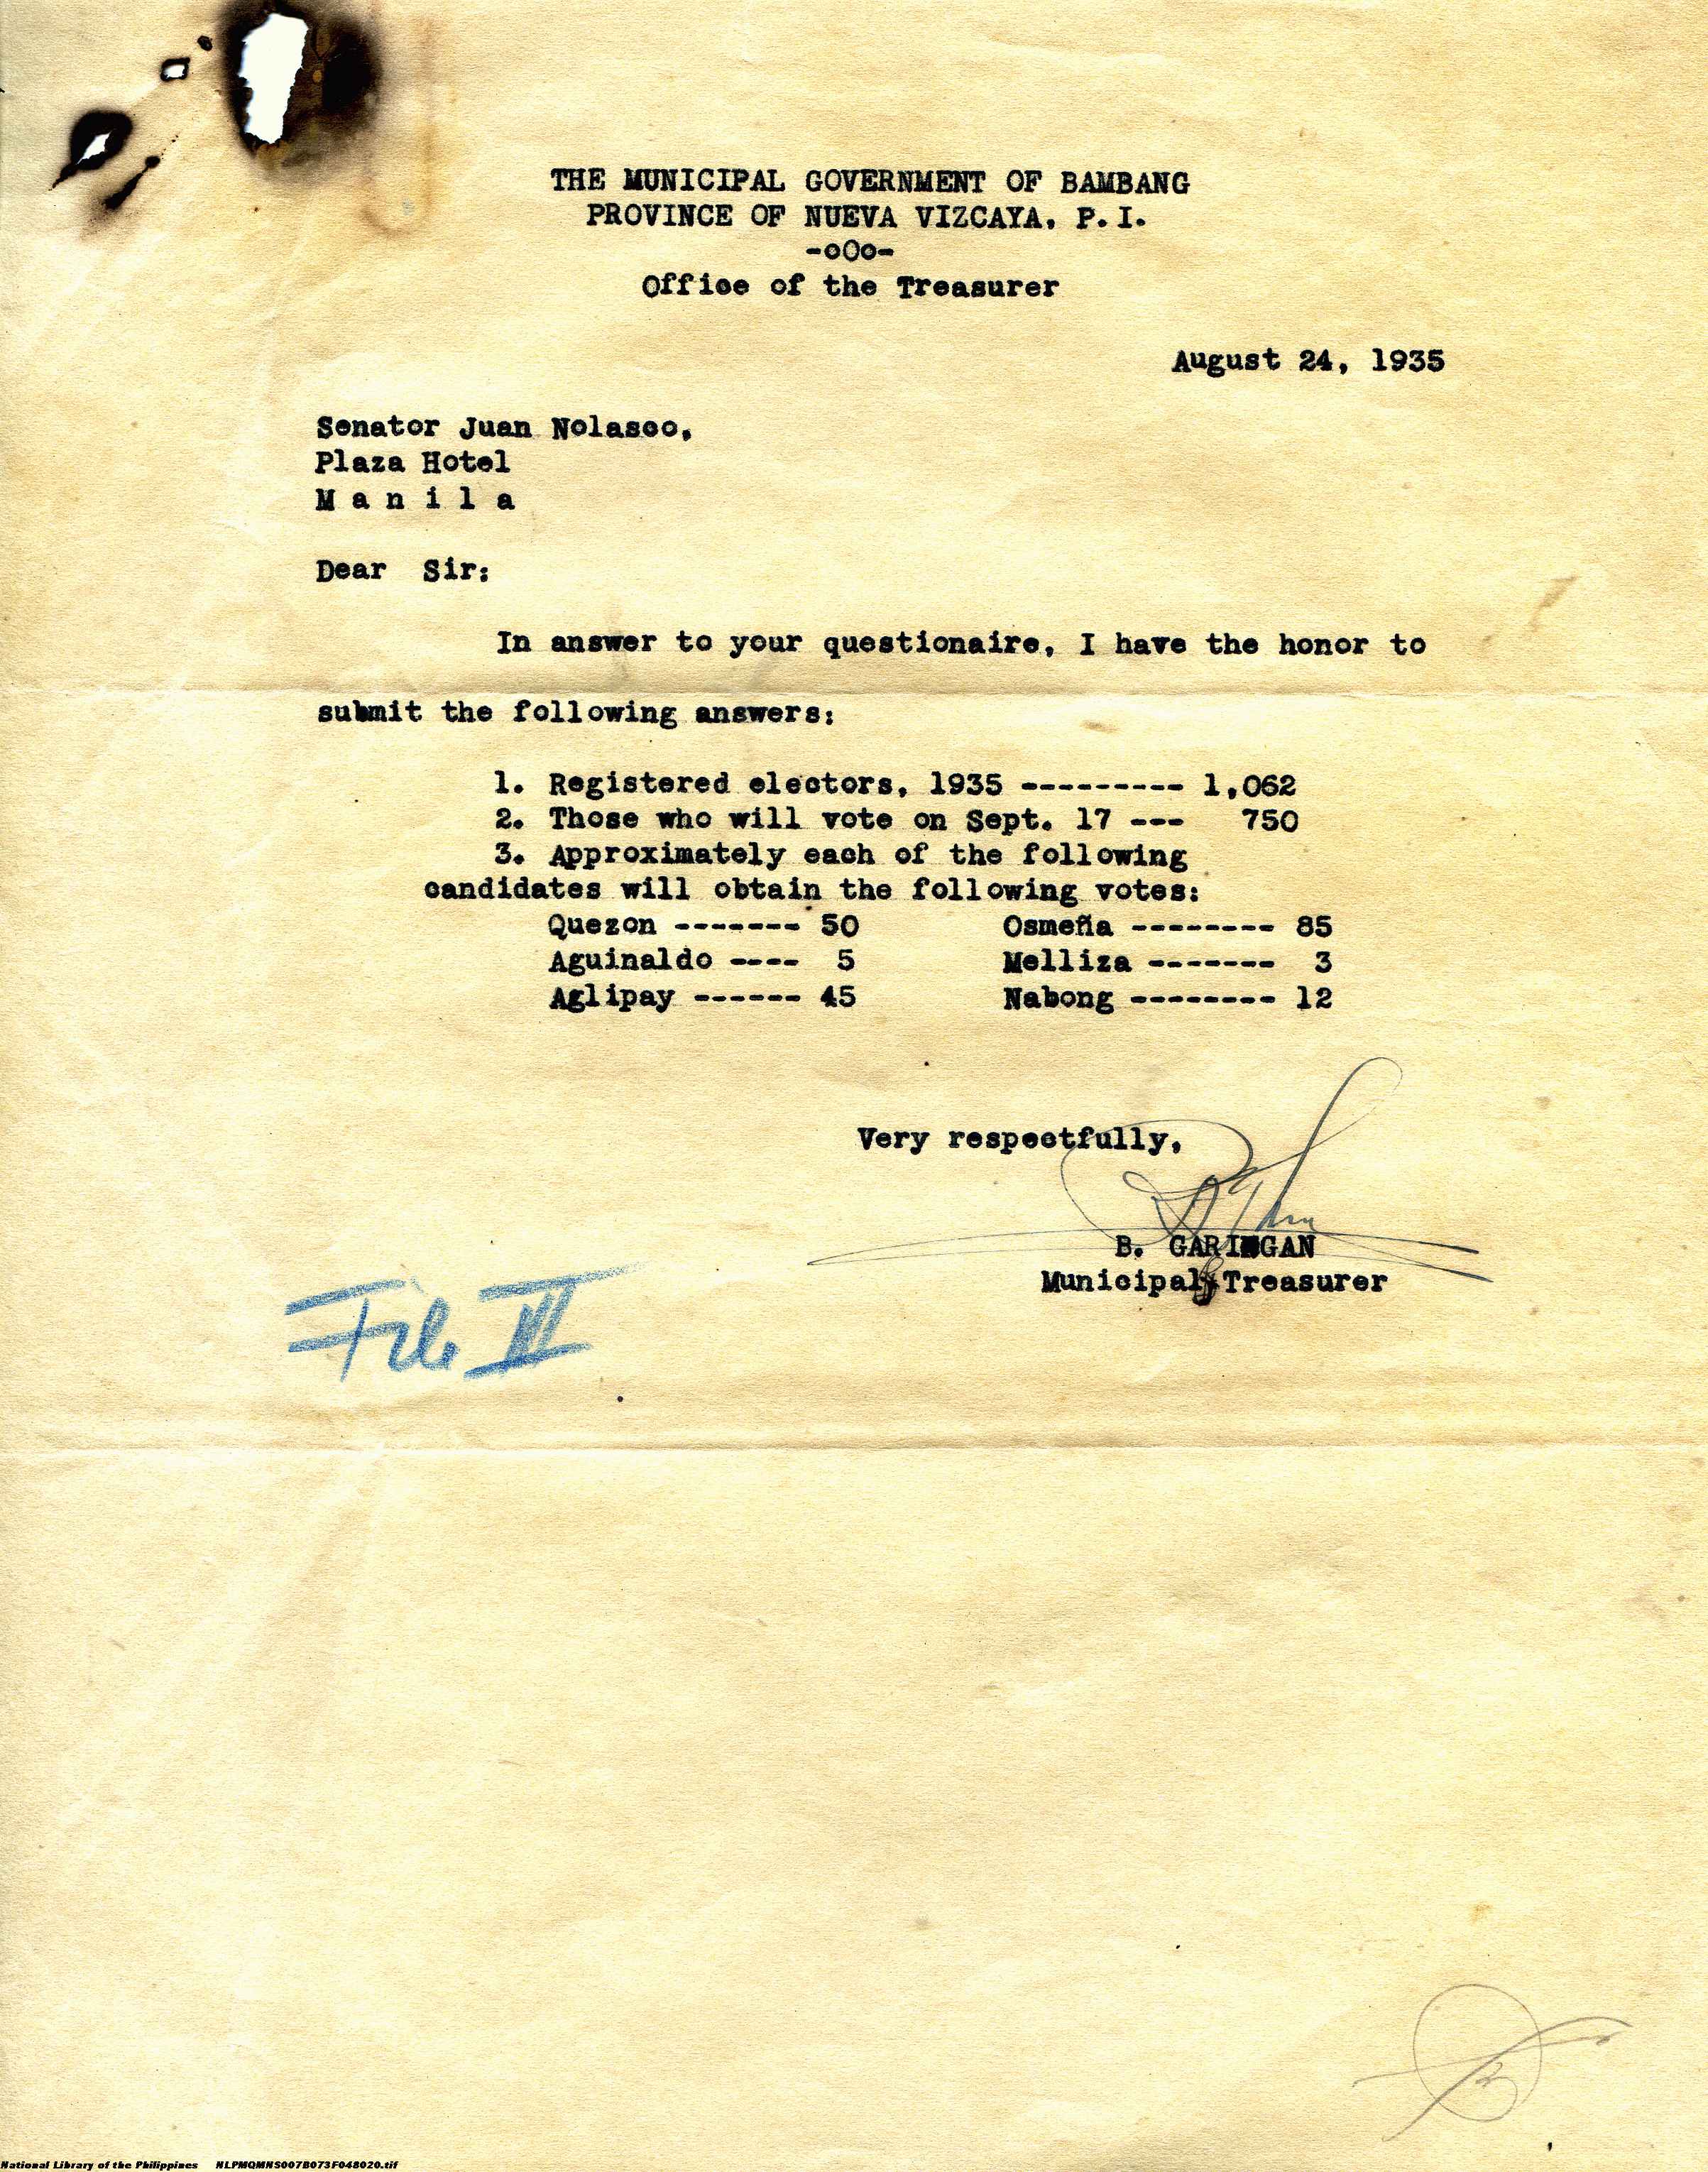 THE MUNICIPAL GOVERNMENT OF BAMBANG
PROVINCE OF NUEVA VIZCAYA, P. I.
-oOo-
Office of the Treasurer
August 24, 1935
Senator Juan Nolasco,
Plaza Hotel
M a n i l a
Dear Sir:
In answer to your questionaire, I have the honor to
submit the following answers:
1. Registered electors, 1935 --------- 1,062
2. Those who will vote on Sept. 17 --- 750
3. Approximately each of the following
candidates will obtain the following votes:
Quezon ------- 50 Osmeña -------- 85
Aguinaldo ---- 5 Melliza ------- 3
Aglipay ------ 45 Nabong -------- 12
Very respectfully,
B. GARINGAN
Municipal Treasurer
File III
National Library of the Philippines NLPMQMNS007B073F048020.tif